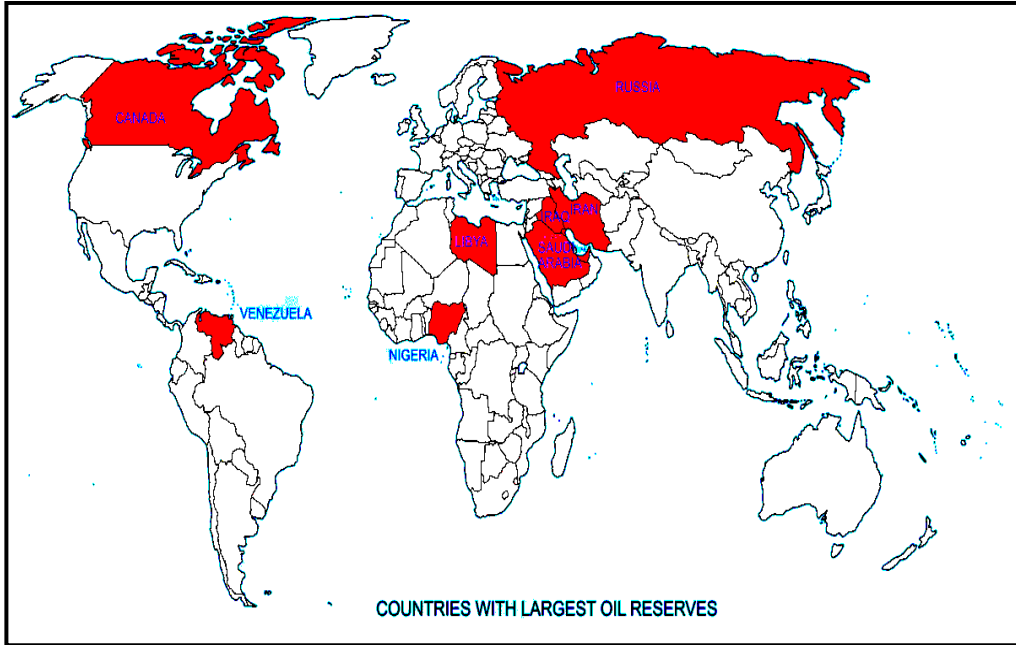 CANADA
RUSSIA
IRAQ
IRAN
LIBYA
SAUDI
ARABIA
VENEZUELA
NIGERIA
COUNTRIES WITH LARGEST OIL RESERVES